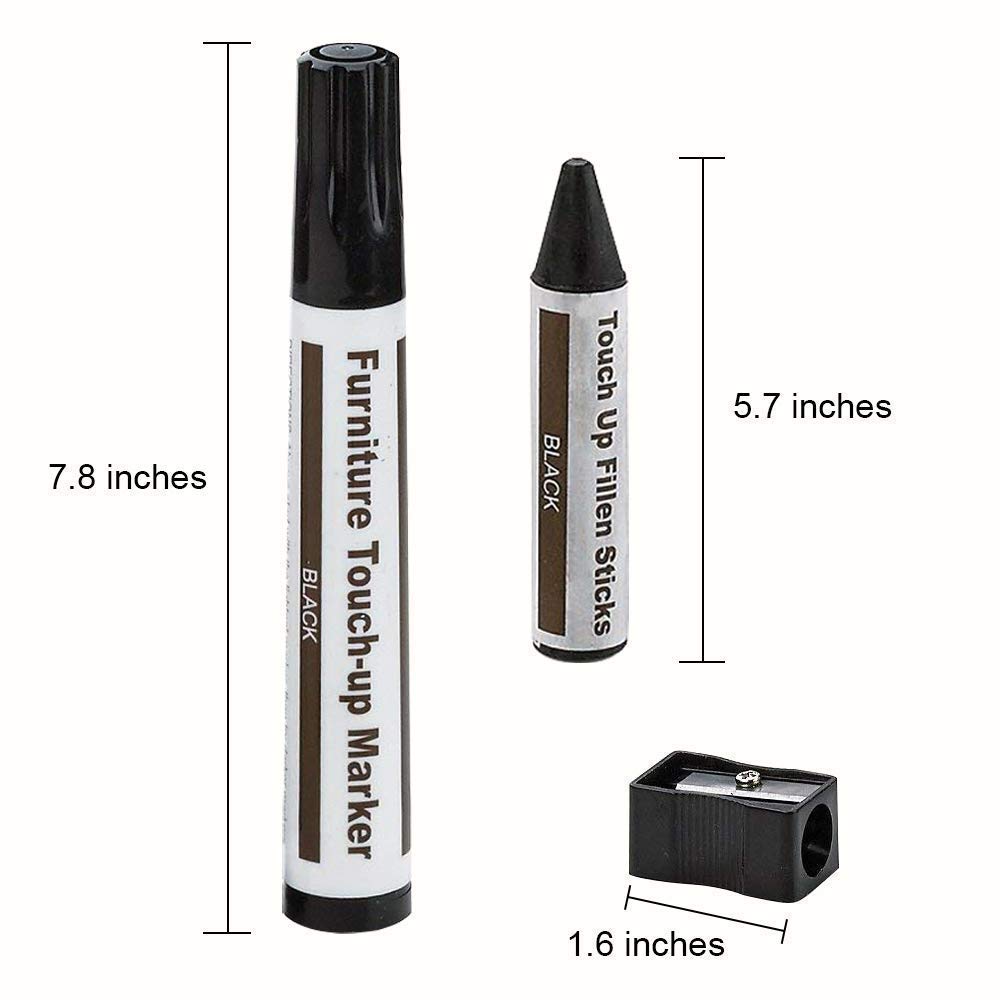 7.8 inches
Furniture Touch-up Marker
BLACK
Touch Up Fillen Sticks
BLACK
5.7 inches
1.6 inches